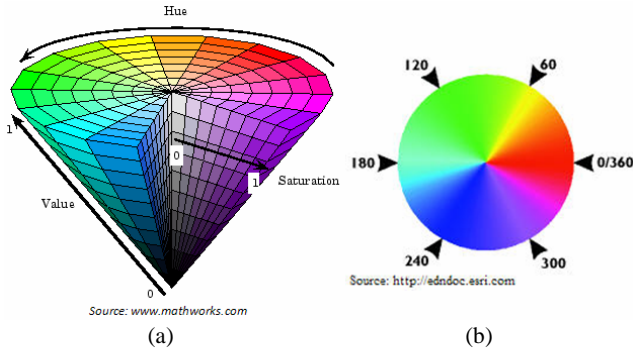 Hue
1
0
1
Saturation
Value
0
Source: www.mathworks.com
(a)
120
60
180
0/360
240
300
Source: http://edndoc.esri.com
(b)